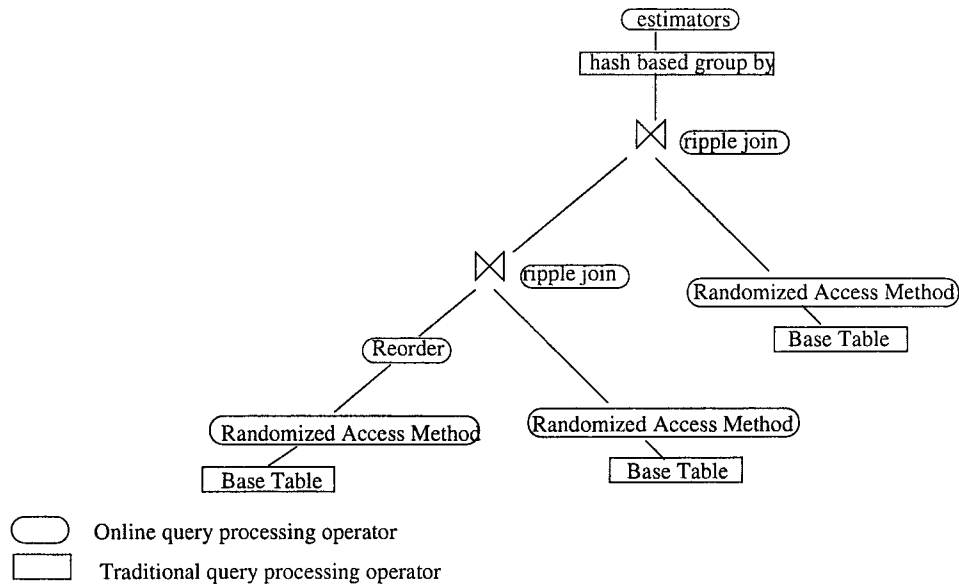 estimators
hash based group by
ripple join
ripple join
Randomized Access Method
Base Table
Reorder
Randomized Access Method
Randomized Access Method
Base Table
Base Table
Online query processing operator
Traditional query processing operator